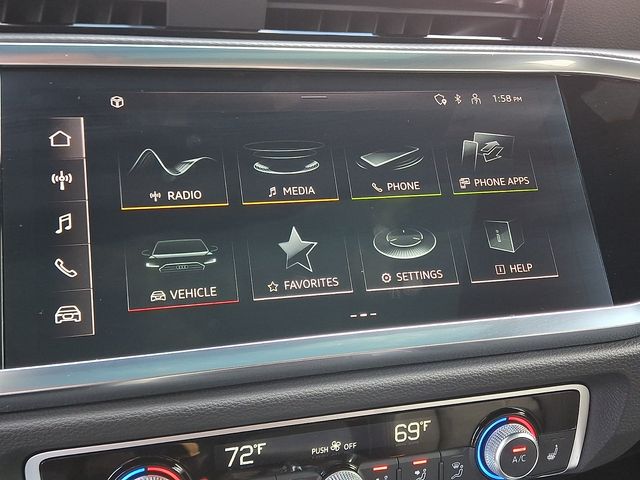 1:58 PM
RADIO
MEDIA
PHONE
PHONE APPS
VEHICLE
FAVORITES
SETTINGS
HELP
72°F
PUSH OFF
69°F
A/C